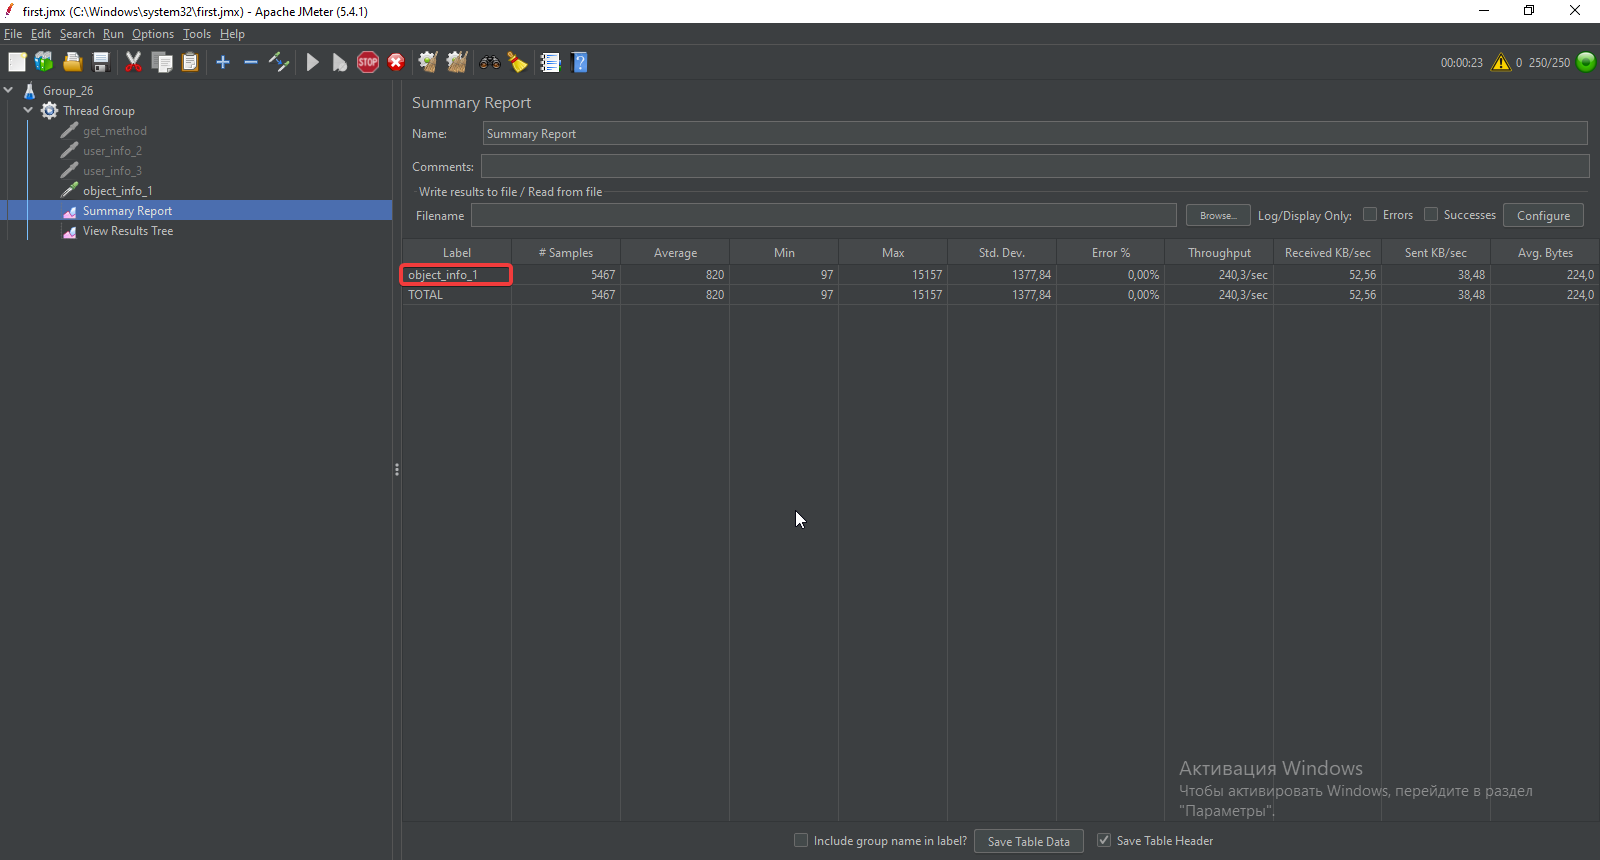 first.jmx (C:\Windows\system32\first.jmx) - Apache JMeter (5.4.1)
File Edit Search Run Options Tools Help
STOP
00:00:23 0 250/250
Group_26
Thread Group
get_method
user_info_2
user_info_3
object_info_1
Summary Report
View Results Tree
Summary Report
Name: Summary Report
Comments:
Write results to file / Read from file
Filename Browse... Log/Display Only: Errors Successes Configure
Label # Samples Average Min Max Std. Dev. Error % Throughput Received KB/sec Sent KB/sec Avg. Bytes
object_info_1 5467 820 97 15157 1377,84 0,00% 240,3/sec 52,56 38,48 224,0
TOTAL 5467 820 97 15157 1377,84 0,00% 240,3/sec 52,56 38,48 224,0
Активация Windows
Чтобы активировать Windows, перейдите в раздел
"Параметры".
Include group name in label? Save Table Data Save Table Header